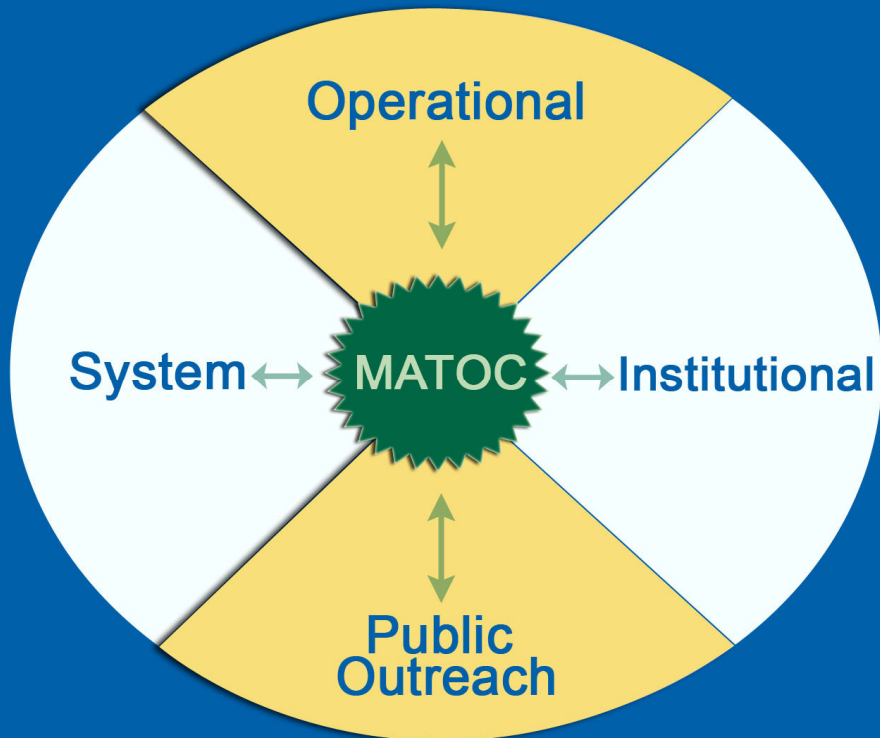 Operational
System
MATOC
Institutional
Public
Outreach